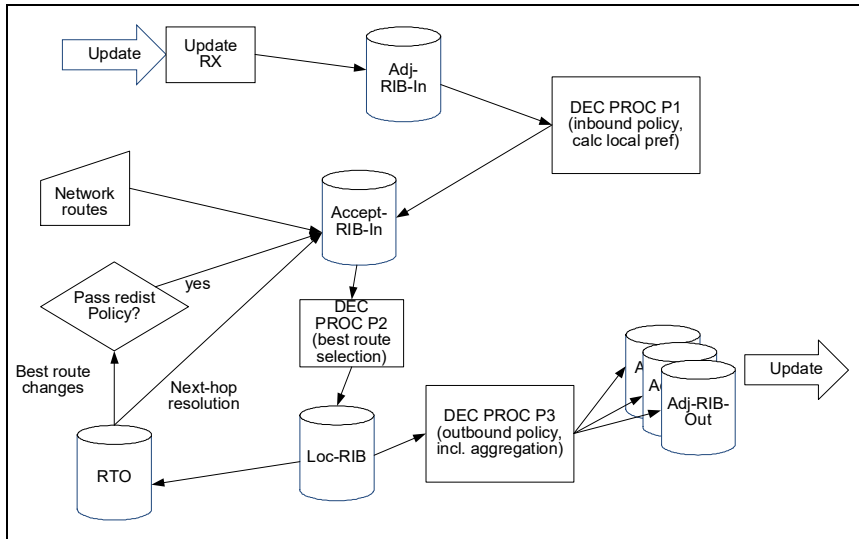 Update
Update
RX
Adj-
RIB-In
DEC PROC P1
(inbound policy,
calc local pref)
Network
routes
Accept-
RIB-In
Pass redist
Policy?
yes
DEC
PROC P2
(best route
selection)
Best route
changes
Next-hop
resolution
RTO
Loc-RIB
DEC PROC P3
(outbound policy,
incl. aggregation)
A
A
Adj-RIB-
Out
Update